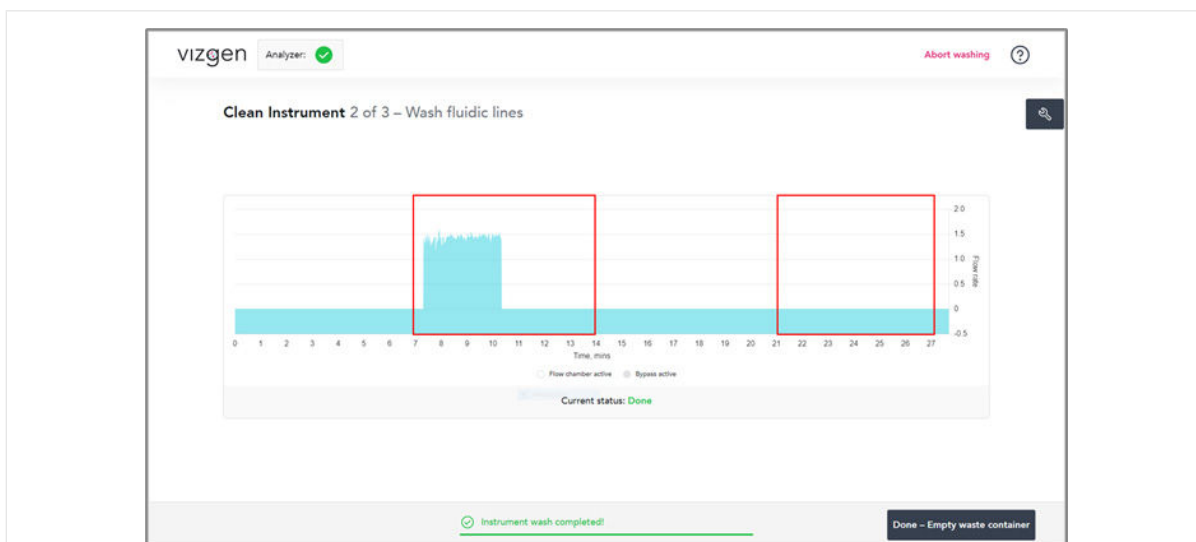 vizgen Analyzer: Abort washing ?
Clean Instrument 2 of 3 – Wash fluidic lines
2.0
1.5
1.0
0.5
0
-0.5
Flow rate
0 1 2 3 4 5 6 7 8 9 10 11 12 13 14 15 16 17 18 19 20 21 22 23 24 25 26 27
Time, mins
Flow chamber active Bypass active
Current status: Done
Instrument wash completed! Done – Empty waste container